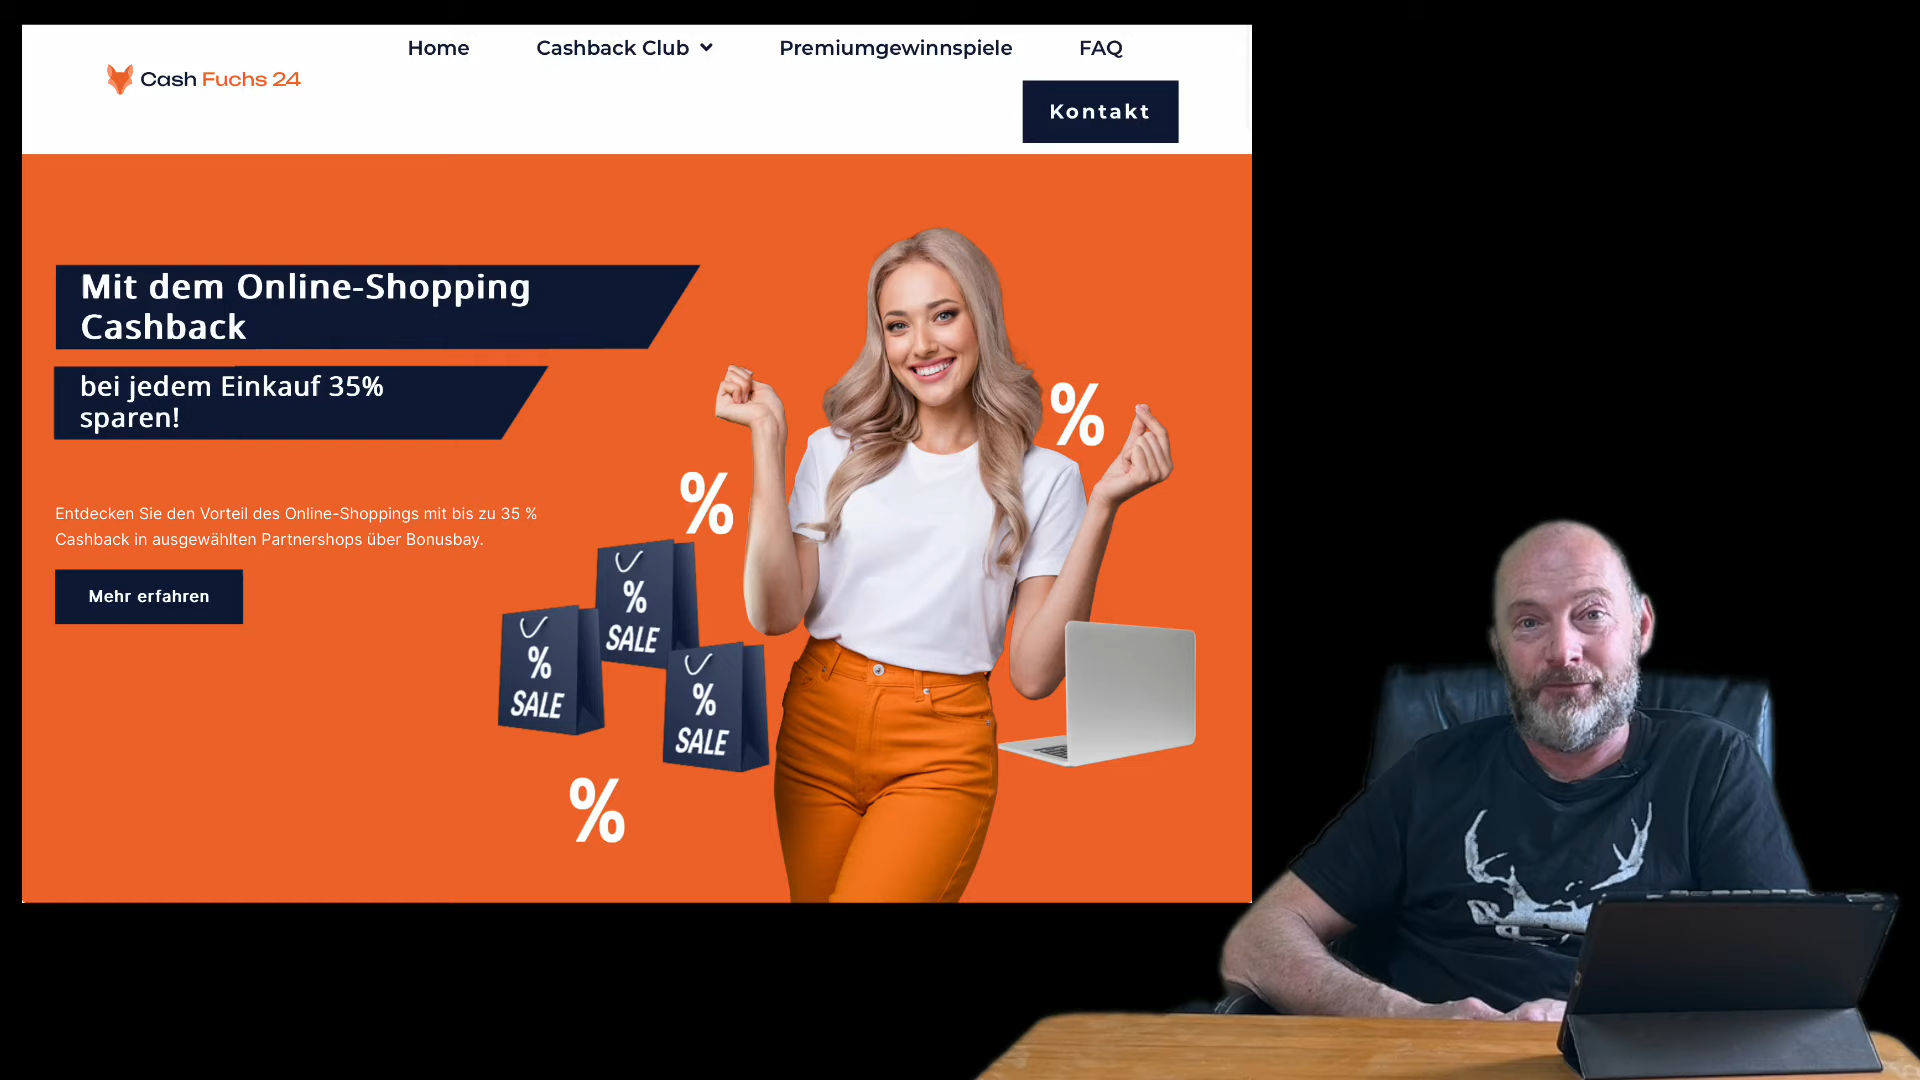 Home
Cashback Club
Premiumgewinnspiele
FAQ
Cash Fuchs 24
Kontakt
Mit dem Online-Shopping
Cashback
bei jedem Einkauf 35%
sparen!
Entdecken Sie den Vorteil des Online-Shoppings mit bis zu 35 %
Cashback in ausgewählten Partnershops über Bonusbay.
Mehr erfahren
%
%
%
SALE
%
SALE
%
SALE
%